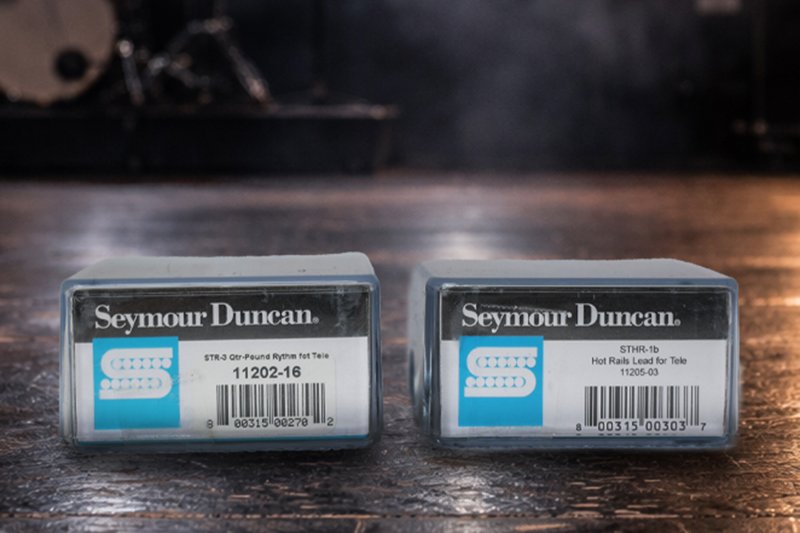 Seymour Duncan®
STR-3 Qtr-Pound Rythm fot Tele
11202-16
8 00315 00270 2
Seymour Duncan®
STHR-1b
Hot Rails Lead for Tele
11205-03
8 00315 00303 7